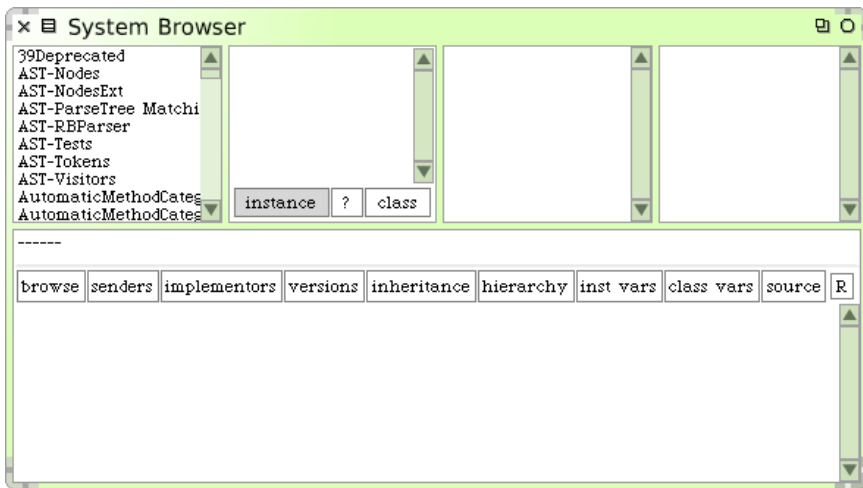 System Browser
39Deprecated
AST-Nodes
AST-NodesExt
AST-ParseTree Matchi
AST-RBParser
AST-Tests
AST-Tokens
AST-Visitors
AutomaticMethodCateg
AutomaticMethodCateg
instance ? class
------
browse senders implementors versions inheritance hierarchy inst vars class vars source R